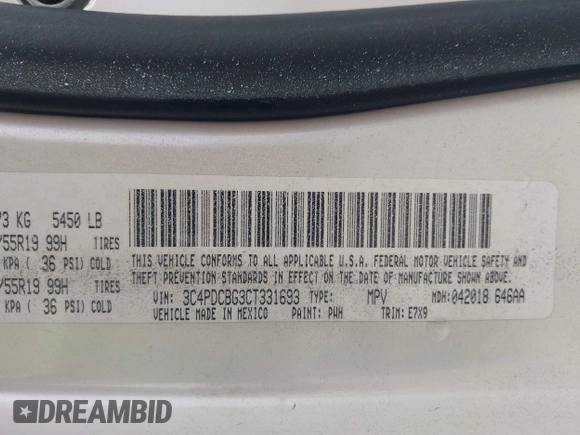 73 KG 5450 LB
/55R19 99H TIRES
KPA ( 36 PSI) COLD
/55R19 99H TIRES
KPA ( 36 PSI) COLD
THIS VEHICLE CONFORMS TO ALL APPLICABLE U.S.A. FEDERAL MOTOR VEHICLE SAFETY AND
THEFT PREVENTION STANDARDS IN EFFECT ON THE DATE OF MANUFACTURE SHOWN ABOVE.
VIN: 3C4PDCBG3CT331693 TYPE: MPV MDH: 042018 646AA
VEHICLE MADE IN MEXICO PAINT: PWH TRIM: E7X9
DREAMBID